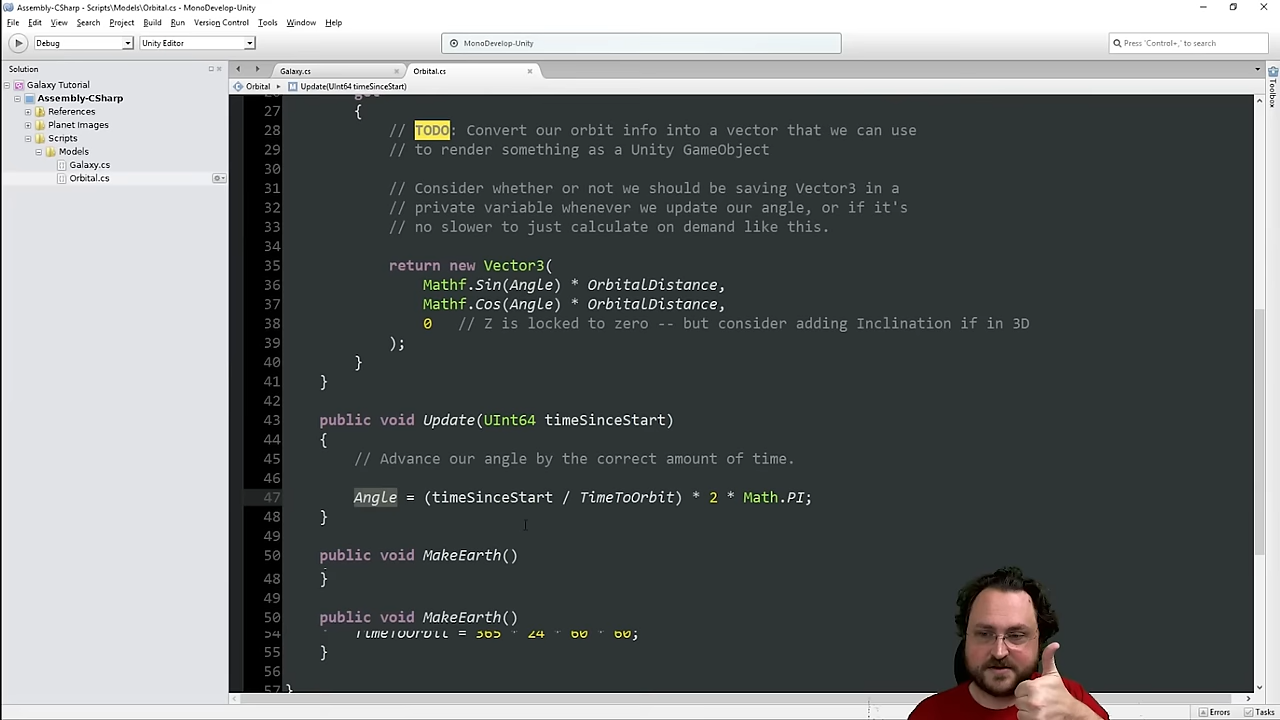 Assembly-CSharp - Scripts\Models\Orbital.cs - MonoDevelop-Unity
File Edit View Search Project Build Run Version Control Tools Window Help
Debug Unity Editor MonoDevelop-Unity Press 'Control+,' to search
Solution
Galaxy Tutorial
Assembly-CSharp
References
Planet Images
Scripts
Models
Galaxy.cs
Orbital.cs
Galaxy.cs Orbital.cs
Orbital Update(UInt64 timeSinceStart)
27 {
28 // TODO: Convert our orbit info into a vector that we can use
29 // to render something as a Unity GameObject
30
31 // Consider whether or not we should be saving Vector3 in a
32 // private variable whenever we update our angle, or if it's
33 // no slower to just calculate on demand like this.
34
35 return new Vector3(
36 Mathf.Sin(Angle) * OrbitalDistance,
37 Mathf.Cos(Angle) * OrbitalDistance,
38 0 // Z is locked to zero -- but consider adding Inclination if in 3D
39 );
40 }
41 }
42
43 public void Update(UInt64 timeSinceStart)
44 {
45 // Advance our angle by the correct amount of time.
46
47 Angle = (timeSinceStart / TimeToOrbit) * 2 * Math.PI;
48 }
49
50 public void MakeEarth()
48 }
49
50 public void MakeEarth()
54 TimeToOrbit = 365 * 24 * 60 * 60;
55 }
56
57 }
Toolbox
Errors Tasks